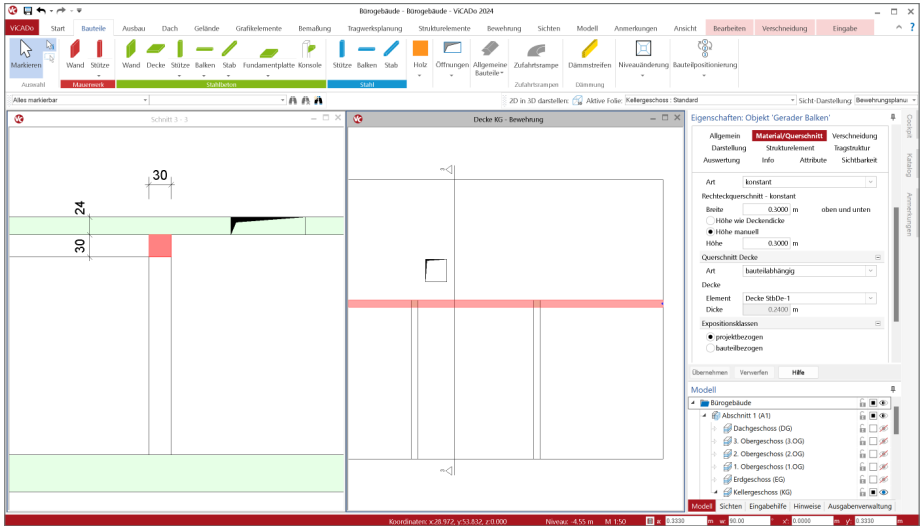 Bürogebäude - Bürogebäude - ViCADo 2024
ViCADo Start Bauteile Ausbau Dach Gelände Grafikelemente Bemaßung Tragwerksplanung Strukturelemente Bewehrung Sichten Modell Anmerkungen Ansicht Bearbeiten Verschneidung Eingabe
Markieren Wand Stütze Wand Decke Stütze Balken Stab Fundamentplatte Konsole Stütze Balken Stab Holz Öffnungen Allgemeine Bauteile Zufahrtsrampe Dämmstreifen Niveauänderung Bauteilpositionierung
Auswahl Mauerwerk Stahlbeton Stahl Zufahrtsrampen Dämmung
Alles markierbar 2D in 3D darstellen: Aktive Folie: Kellergeschoss : Standard Sicht-Darstellung: Bewehrungsplanu
Schnitt 3 - 3
30
24
30
Decke KG - Bewehrung
Eigenschaften: Objekt 'Gerader Balken'
Allgemein Material/Querschnitt Verschneidung
Darstellung Strukturelement Tragstruktur
Auswertung Info Attribute Sichtbarkeit
Art konstant
Rechteckquerschnitt - konstant
Breite 0.3000 m oben und unten
Höhe wie Deckendicke
Höhe manuell
Höhe 0.3000 m
Querschnitt Decke
Art bauteilabhängig
Decke
Element Decke StbDe-1
Dicke 0.2400 m
Expositionsklassen
projektbezogen
bauteilbezogen
Übernehmen Verwerfen Hilfe
Modell
Bürogebäude
Abschnitt 1 (A1)
Dachgeschoss (DG)
3. Obergeschoss (3.OG)
2. Obergeschoss (2.OG)
1. Obergeschoss (1.OG)
Erdgeschoss (EG)
Kellergeschoss (KG)
Modell Sichten Eingabehilfe Hinweise Ausgabenverwaltung
Cockpit
Katalog
Anmerkungen
Koordinaten: x:28.972, y:53.832, z:0.000 Niveau: -4.55 m M 1:50 x: 0.3330 m w: 90.00 ° x': 0.0000 m y': 0.3330 m